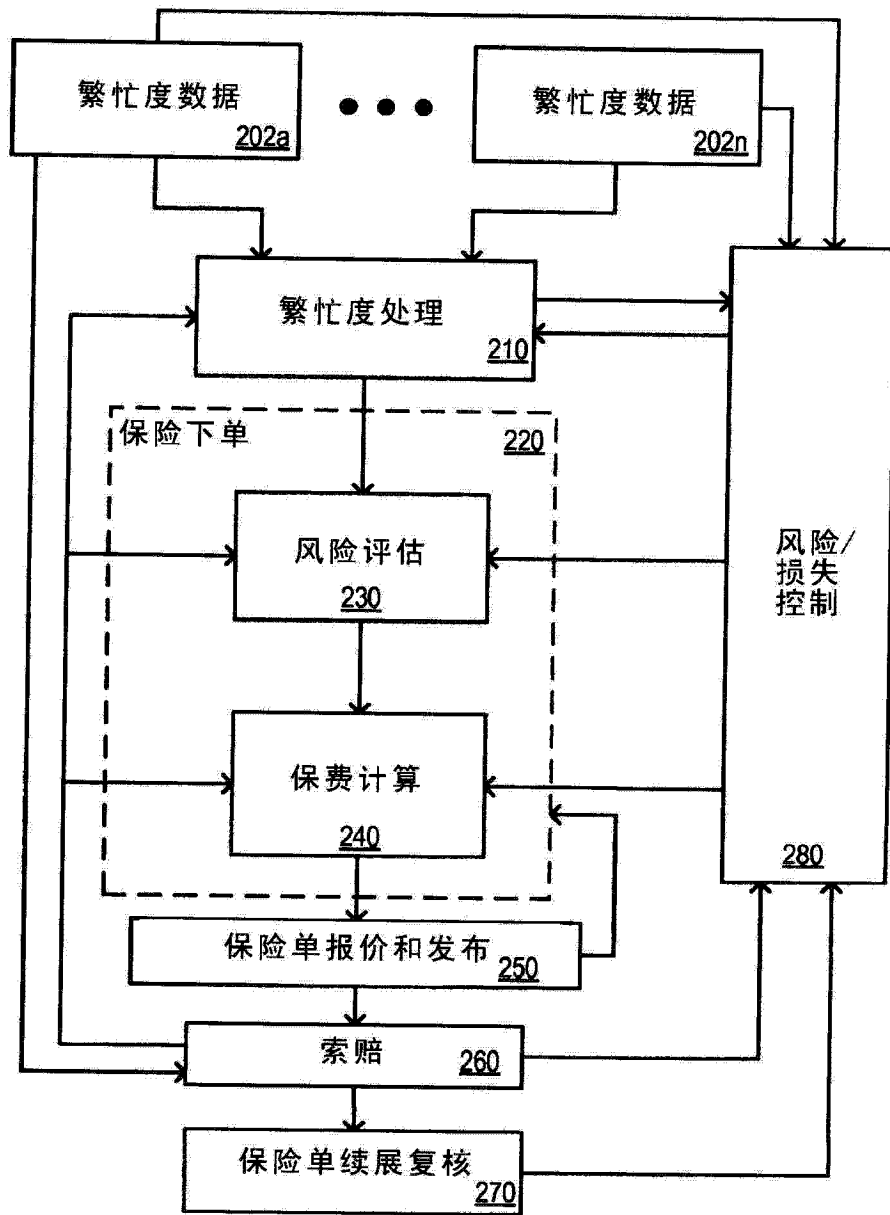 繁忙度数据
202a
繁忙度数据
202n
繁忙度处理
210
保险下单
220
风险评估
230
风险/
损失
控制
280
保费计算
240
保险单报价和发布
250
索赔
260
保险单续展复核
270